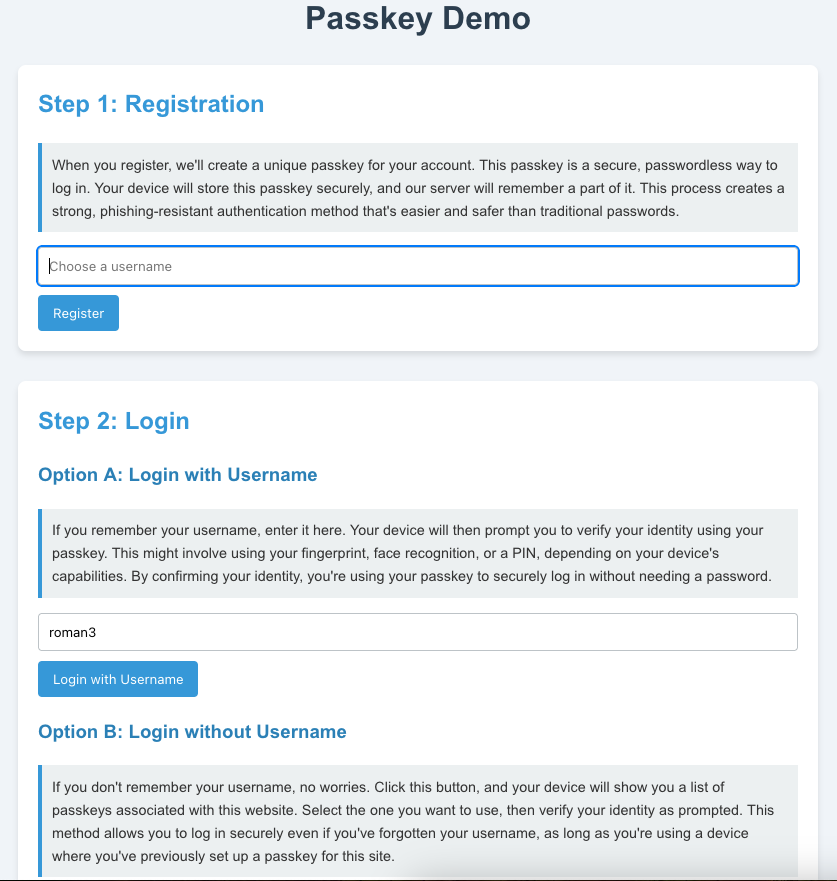 Passkey Demo
Step 1: Registration
When you register, we'll create a unique passkey for your account. This passkey is a secure, passwordless way to
log in. Your device will store this passkey securely, and our server will remember a part of it. This process creates a
strong, phishing-resistant authentication method that's easier and safer than traditional passwords.
Choose a username
Register
Step 2: Login
Option A: Login with Username
If you remember your username, enter it here. Your device will then prompt you to verify your identity using your
passkey. This might involve using your fingerprint, face recognition, or a PIN, depending on your device's
capabilities. By confirming your identity, you're using your passkey to securely log in without needing a password.
roman3
Login with Username
Option B: Login without Username
If you don't remember your username, no worries. Click this button, and your device will show you a list of
passkeys associated with this website. Select the one you want to use, then verify your identity as prompted. This
method allows you to log in securely even if you've forgotten your username, as long as you're using a device
where you've previously set up a passkey for this site.